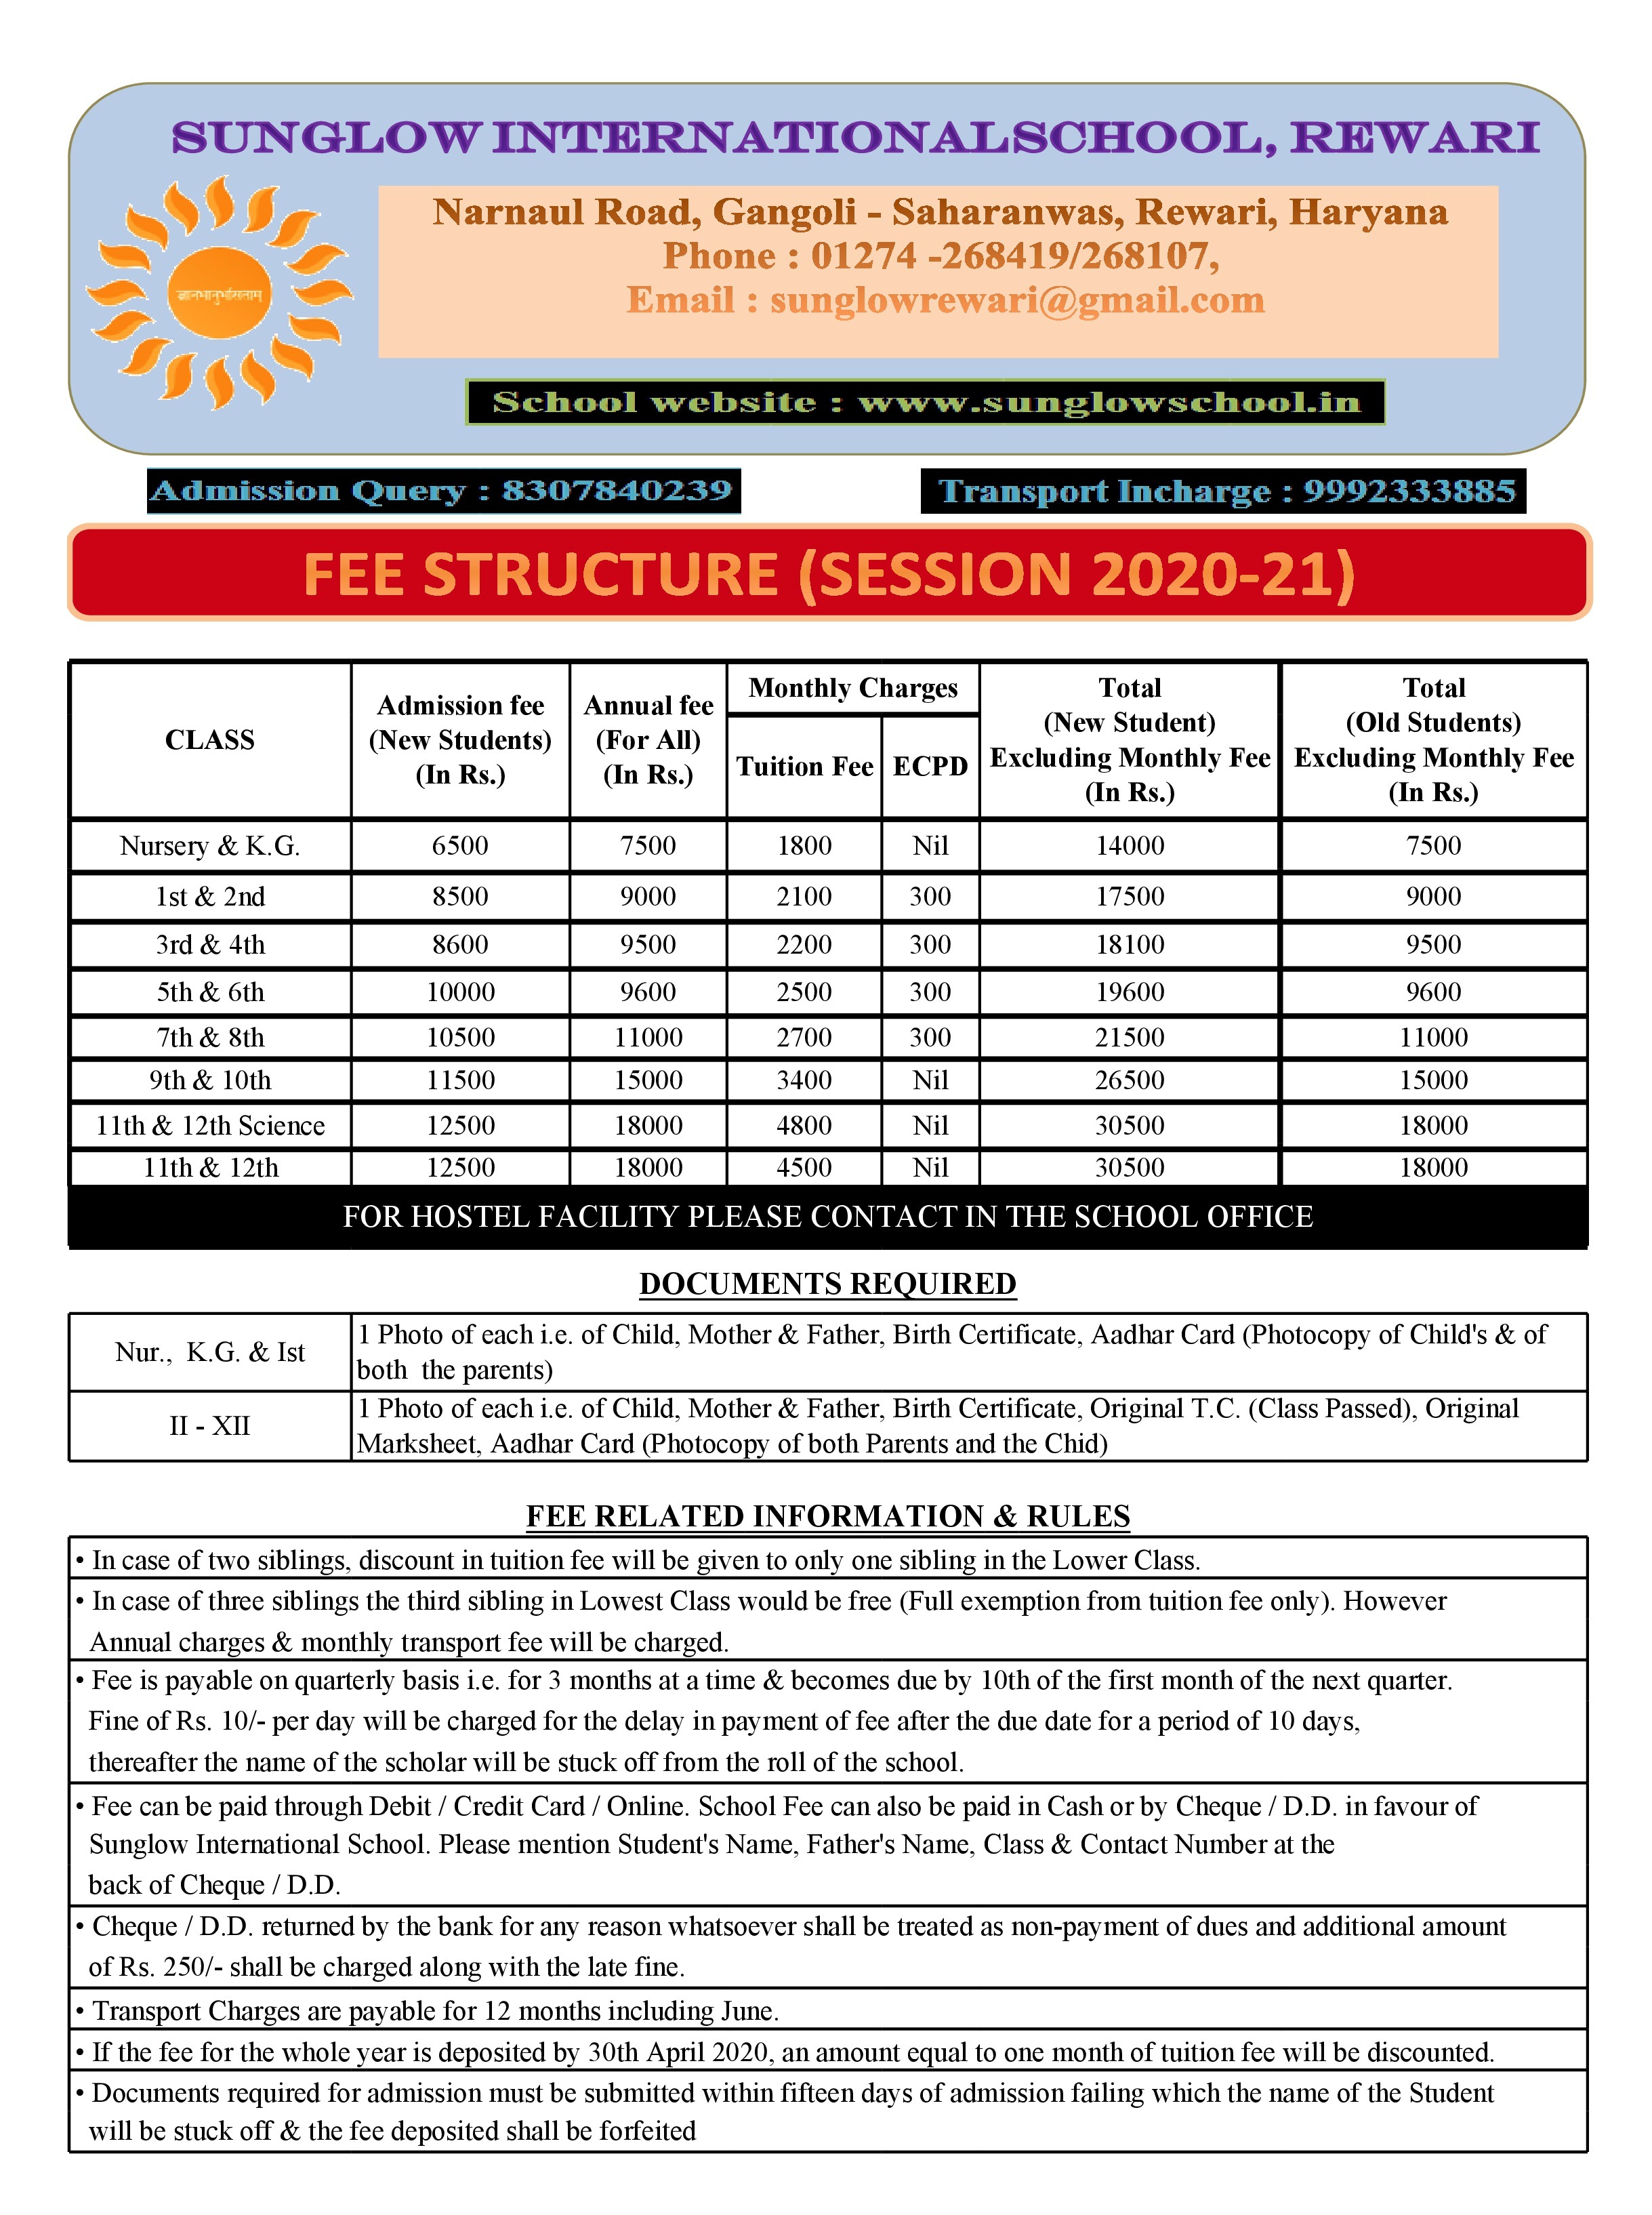 SUNGLOW INTERNATIONALSCHOOL, REWARI
Narnaul Road, Gangoli - Saharanwas, Rewari, Haryana
Phone : 01274 -268419/268107,
Email : sunglowrewari@gmail.com
School website : www.sunglowschool.in
Admission Query : 8307840239 Transport Incharge : 9992333885
FEE STRUCTURE (SESSION 2020-21)
CLASS
Admission fee
(New Students)
(In Rs.)
Annual fee
(For All)
(In Rs.)
Monthly Charges
Tuition Fee ECPD
Total
(New Student)
Excluding Monthly Fee
(In Rs.)
Total
(Old Students)
Excluding Monthly Fee
(In Rs.)
Nursery & K.G. 6500 7500 1800 Nil 14000 7500
1st & 2nd 8500 9000 2100 300 17500 9000
3rd & 4th 8600 9500 2200 300 18100 9500
5th & 6th 10000 9600 2500 300 19600 9600
7th & 8th 10500 11000 2700 300 21500 11000
9th & 10th 11500 15000 3400 Nil 26500 15000
11th & 12th Science 12500 18000 4800 Nil 30500 18000
11th & 12th 12500 18000 4500 Nil 30500 18000
FOR HOSTEL FACILITY PLEASE CONTACT IN THE SCHOOL OFFICE
DOCUMENTS REQUIRED
Nur., K.G. & Ist
1 Photo of each i.e. of Child, Mother & Father, Birth Certificate, Aadhar Card (Photocopy of Child's & of
both the parents)
II - XII
1 Photo of each i.e. of Child, Mother & Father, Birth Certificate, Original T.C. (Class Passed), Original
Marksheet, Aadhar Card (Photocopy of both Parents and the Chid)
FEE RELATED INFORMATION & RULES
• In case of two siblings, discount in tuition fee will be given to only one sibling in the Lower Class.
• In case of three siblings the third sibling in Lowest Class would be free (Full exemption from tuition fee only). However
Annual charges & monthly transport fee will be charged.
• Fee is payable on quarterly basis i.e. for 3 months at a time & becomes due by 10th of the first month of the next quarter.
Fine of Rs. 10/- per day will be charged for the delay in payment of fee after the due date for a period of 10 days,
thereafter the name of the scholar will be stuck off from the roll of the school.
• Fee can be paid through Debit / Credit Card / Online. School Fee can also be paid in Cash or by Cheque / D.D. in favour of
Sunglow International School. Please mention Student's Name, Father's Name, Class & Contact Number at the
back of Cheque / D.D.
• Cheque / D.D. returned by the bank for any reason whatsoever shall be treated as non-payment of dues and additional amount
of Rs. 250/- shall be charged along with the late fine.
• Transport Charges are payable for 12 months including June.
• If the fee for the whole year is deposited by 30th April 2020, an amount equal to one month of tuition fee will be discounted.
• Documents required for admission must be submitted within fifteen days of admission failing which the name of the Student
will be stuck off & the fee deposited shall be forfeited